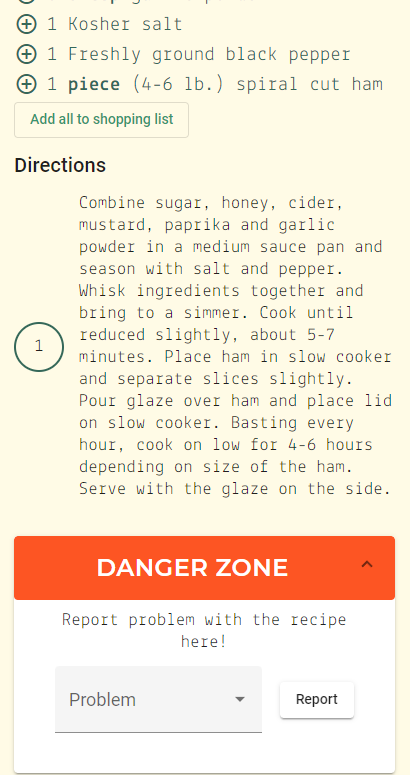 1 Kosher salt
1 Freshly ground black pepper
1 piece (4-6 lb.) spiral cut ham
Add all to shopping list
Directions
1
Combine sugar, honey, cider,
mustard, paprika and garlic
powder in a medium sauce pan and
season with salt and pepper.
Whisk ingredients together and
bring to a simmer. Cook until
reduced slightly, about 5-7
minutes. Place ham in slow cooker
and separate slices slightly.
Pour glaze over ham and place lid
on slow cooker. Basting every
hour, cook on low for 4-6 hours
depending on size of the ham.
Serve with the glaze on the side.
DANGER ZONE
Report problem with the recipe
here!
Problem
Report